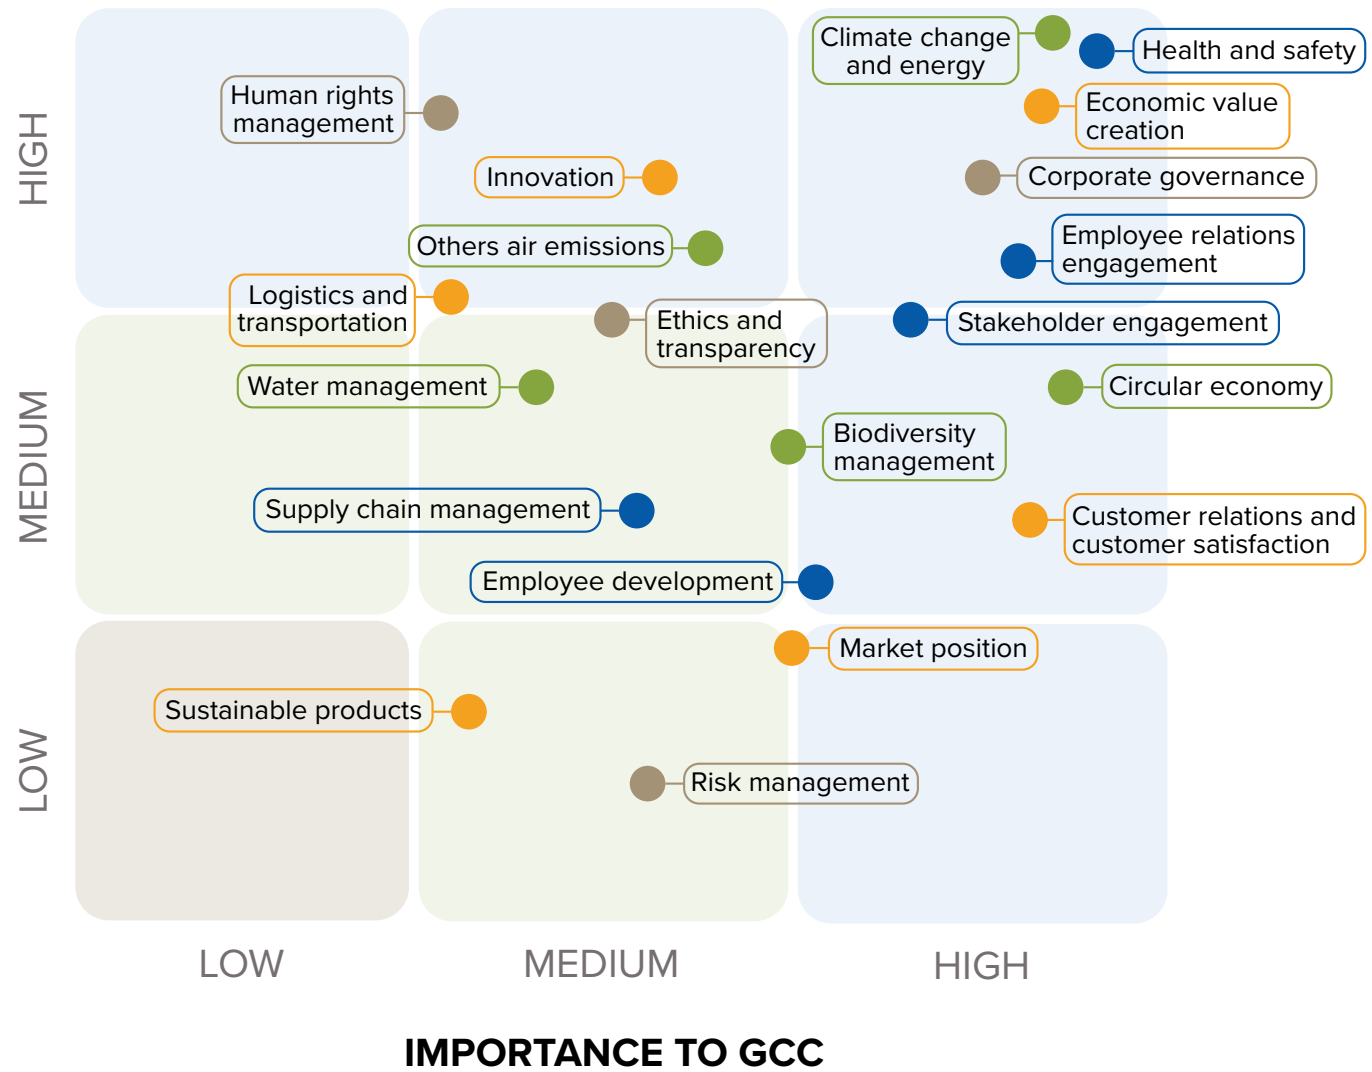 Climate change
and energy
Health and safety
Human rights
management
Economic value
creation
Innovation
Corporate governance
Others air emissions
Employee relations
engagement
HIGH
Logistics and
transportation
Ethics and
transparency
Stakeholder engagement
Water management
Circular economy
Biodiversity
management
MEDIUM
Supply chain management
Customer relations and
customer satisfaction
Employee development
Market position
Sustainable products
LOW
Risk management
LOW
MEDIUM
HIGH
IMPORTANCE TO GCC